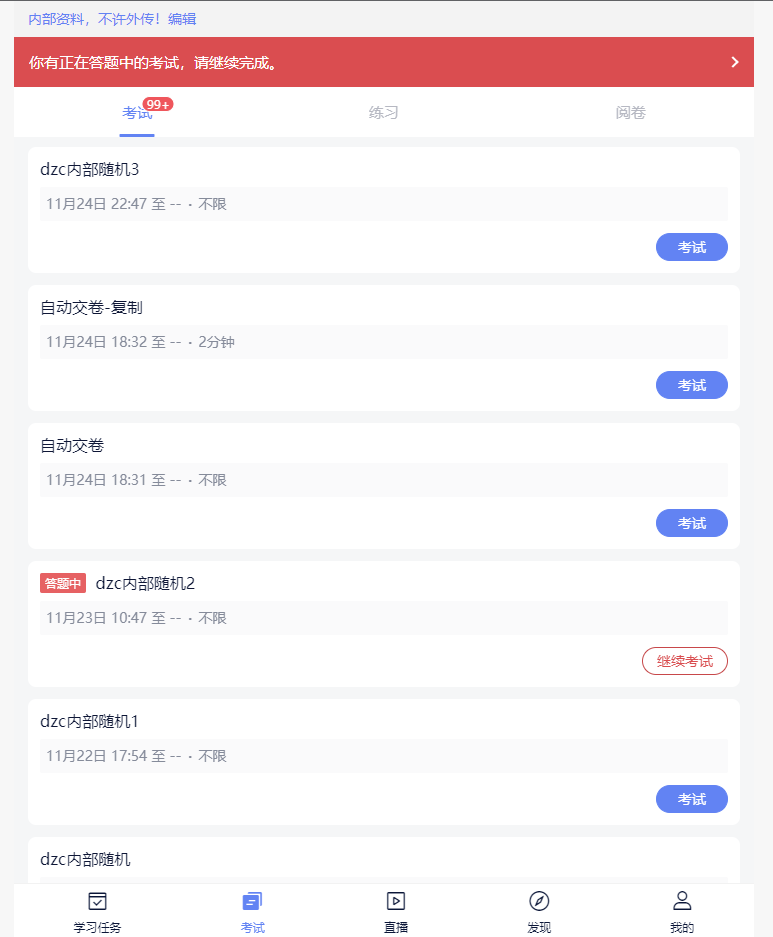 内部资料，不许外传！编辑
你有正在答题中的考试，请继续完成。
考试 99+ 练习 阅卷
dzc内部随机3
11月24日 22:47 至 -- · 不限
考试
自动交卷-复制
11月24日 18:32 至 -- · 2分钟
考试
自动交卷
11月24日 18:31 至 -- · 不限
考试
答题中 dzc内部随机2
11月23日 10:47 至 -- · 不限
继续考试
dzc内部随机1
11月22日 17:54 至 -- · 不限
考试
dzc内部随机
学习任务 考试 直播 发现 我的